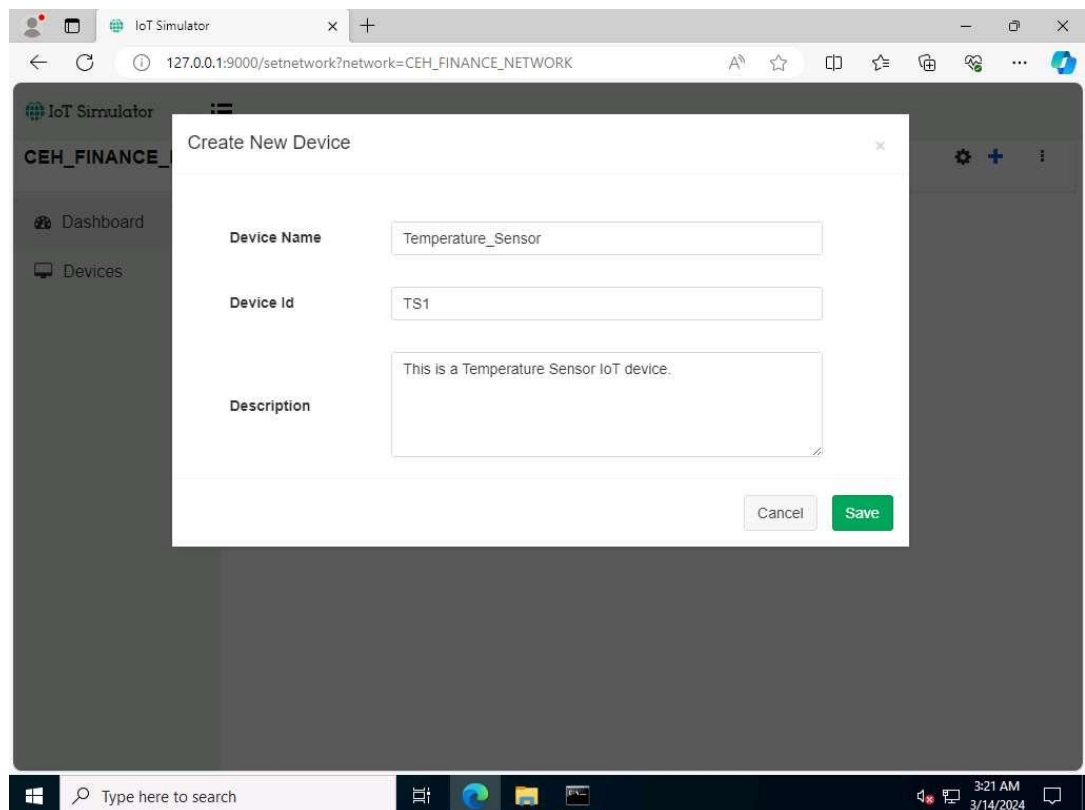 IoT Simulator
127.0.0.1:9000/setnetwork?network=CEH_FINANCE_NETWORK
IoT Simulator
CEH_FINANCE_
Create New Device
Dashboard
Devices
Device Name
Temperature_Sensor
Device Id
TS1
Description
This is a Temperature Sensor IoT device.
Cancel
Save
Type here to search
3:21 AM
3/14/2024